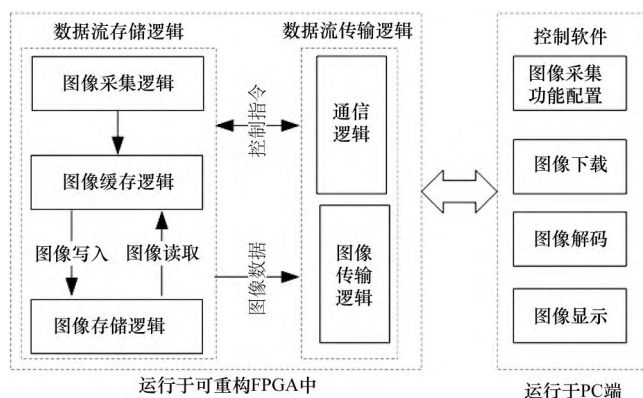 数据流存储逻辑
图像采集逻辑
图像缓存逻辑
图像写入
图像读取
图像存储逻辑
控制指令
图像数据
数据流传输逻辑
通信
逻辑
图像
传输
逻辑
运行于可重构FPGA中
控制软件
图像采集
功能配置
图像下载
图像解码
图像显示
运行于PC端